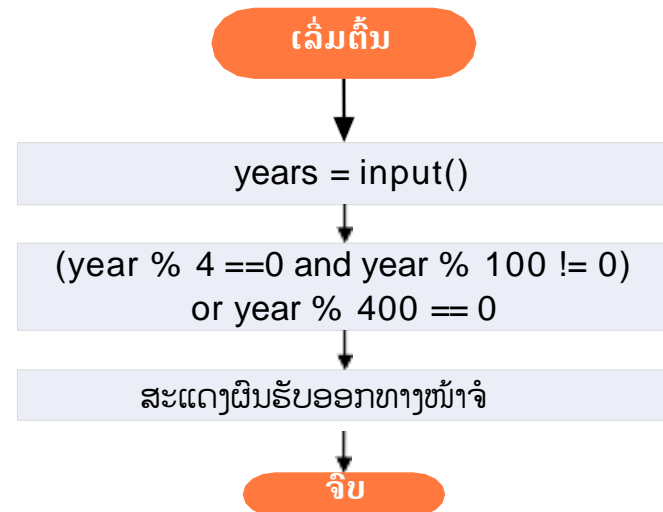 ເລີ່ມຕົ້ນ
years = input()
(year % 4 ==0 and year % 100 != 0)
or year % 400 == 0
ສະແດງຜົນຮັບອອກທາງໜ້າຈໍ
ຈົບ